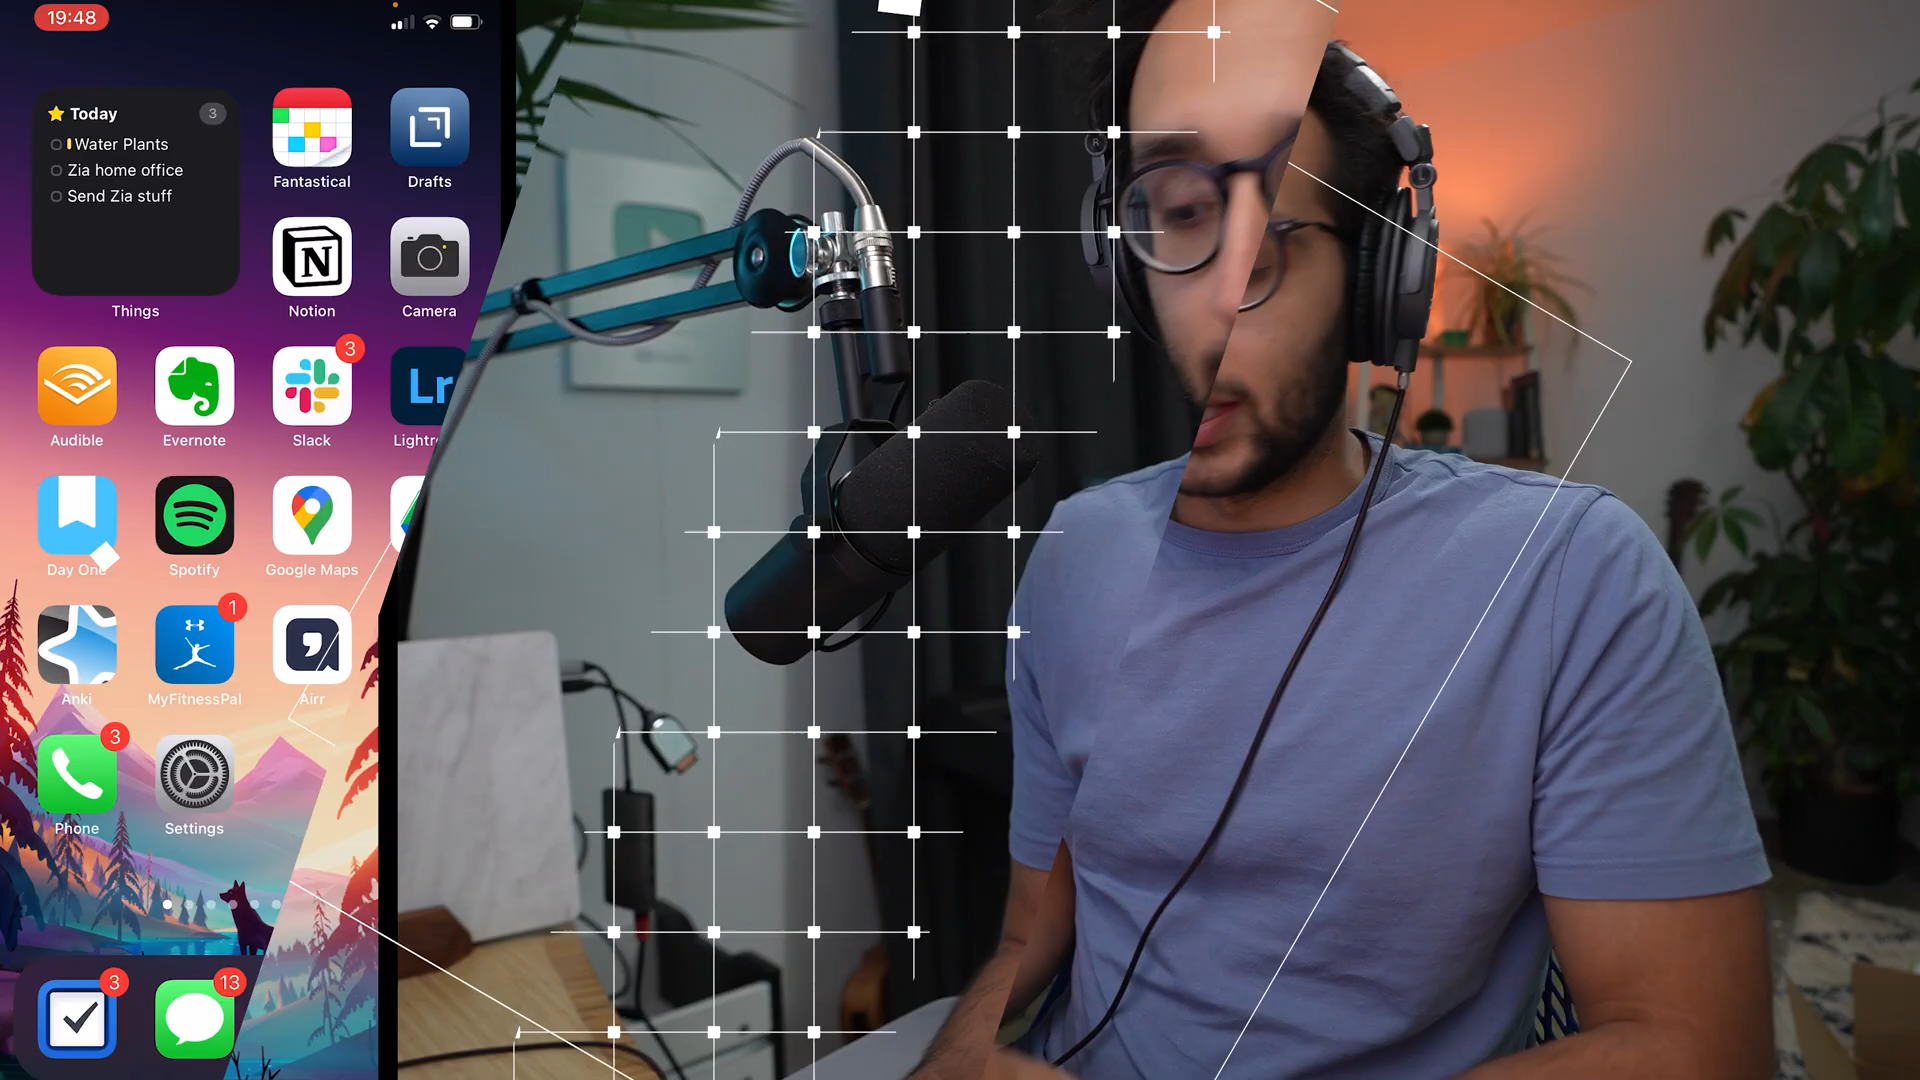 19:48
Today
3
Water Plants
Zia home office
Send Zia stuff
Things
Fantastical
Drafts
N
Notion
Camera
3
Lr
Audible
Evernote
Slack
Day One
Spotify
Google Maps
1
Anki
MyFitnessPal
Airr
3
Phone
Settings
3
13
R
L